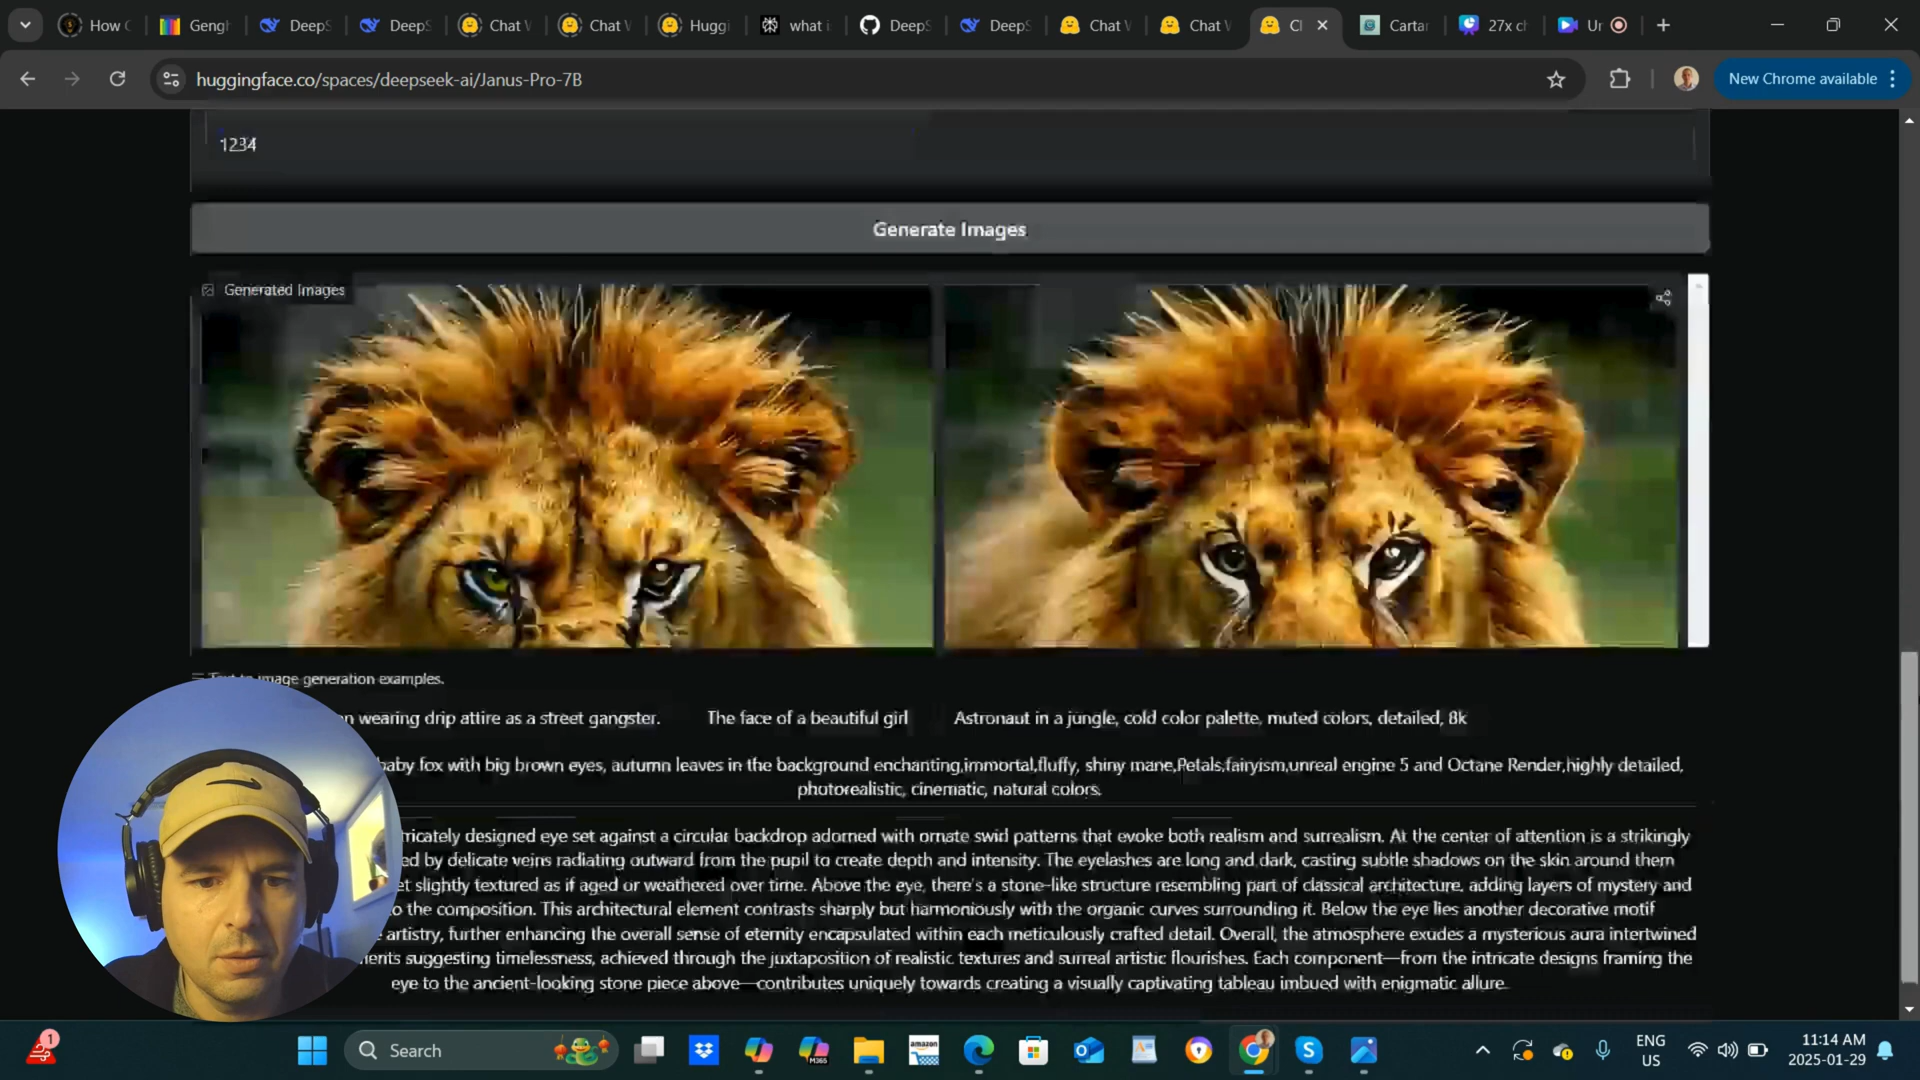 How
Gengh
DeepS
DeepS
Chat
Chat
Huggi
what i
DeepS
DeepS
Chat
Chat
Cl
Cartar
27x ch
Ur
huggingface.co/spaces/deepseek-ai/Janus-Pro-7B
New Chrome available
1234
Generate Images
Generated Images
Text to image generation examples.
wearing drip attire as a street gangster.
The face of a beautiful girl
Astronaut in a jungle, cold color palette, muted colors, detailed, 8k
baby fox with big brown eyes, autumn leaves in the background enchanting,immortal,fluffy, shiny mane,Petals,fairyism,unreal engine 5 and Octane Render,highly detailed,
photorealistic, cinematic, natural colors.
designed eye set against a circular backdrop adorned with ornate swirl patterns that evoke both realism and surrealism. At the center of attention is a strikingly
by delicate veins radiating outward from the pupil to create depth and intensity. The eyelashes are long and dark, casting subtle shadows on the skin around them
slightly textured as if aged or weathered over time. Above the eye, there's a stone-like structure resembling part of classical architecture, adding layers of mystery and
to the composition. This architectural element contrasts sharply but harmoniously with the organic curves surrounding it. Below the eye lies another decorative motif
artistry, further enhancing the overall sense of eternity encapsulated within each meticulously crafted detail. Overall, the atmosphere exudes a mysterious aura intertwined
suggesting timelessness, achieved through the juxtaposition of realistic textures and surreal artistic flourishes. Each component—from the intricate designs framing the
eye to the ancient-looking stone piece above—contributes uniquely towards creating a visually captivating tableau imbued with enigmatic allure.
1
Search
M365
amazon
ENG
US
11:14 AM
2025-01-29